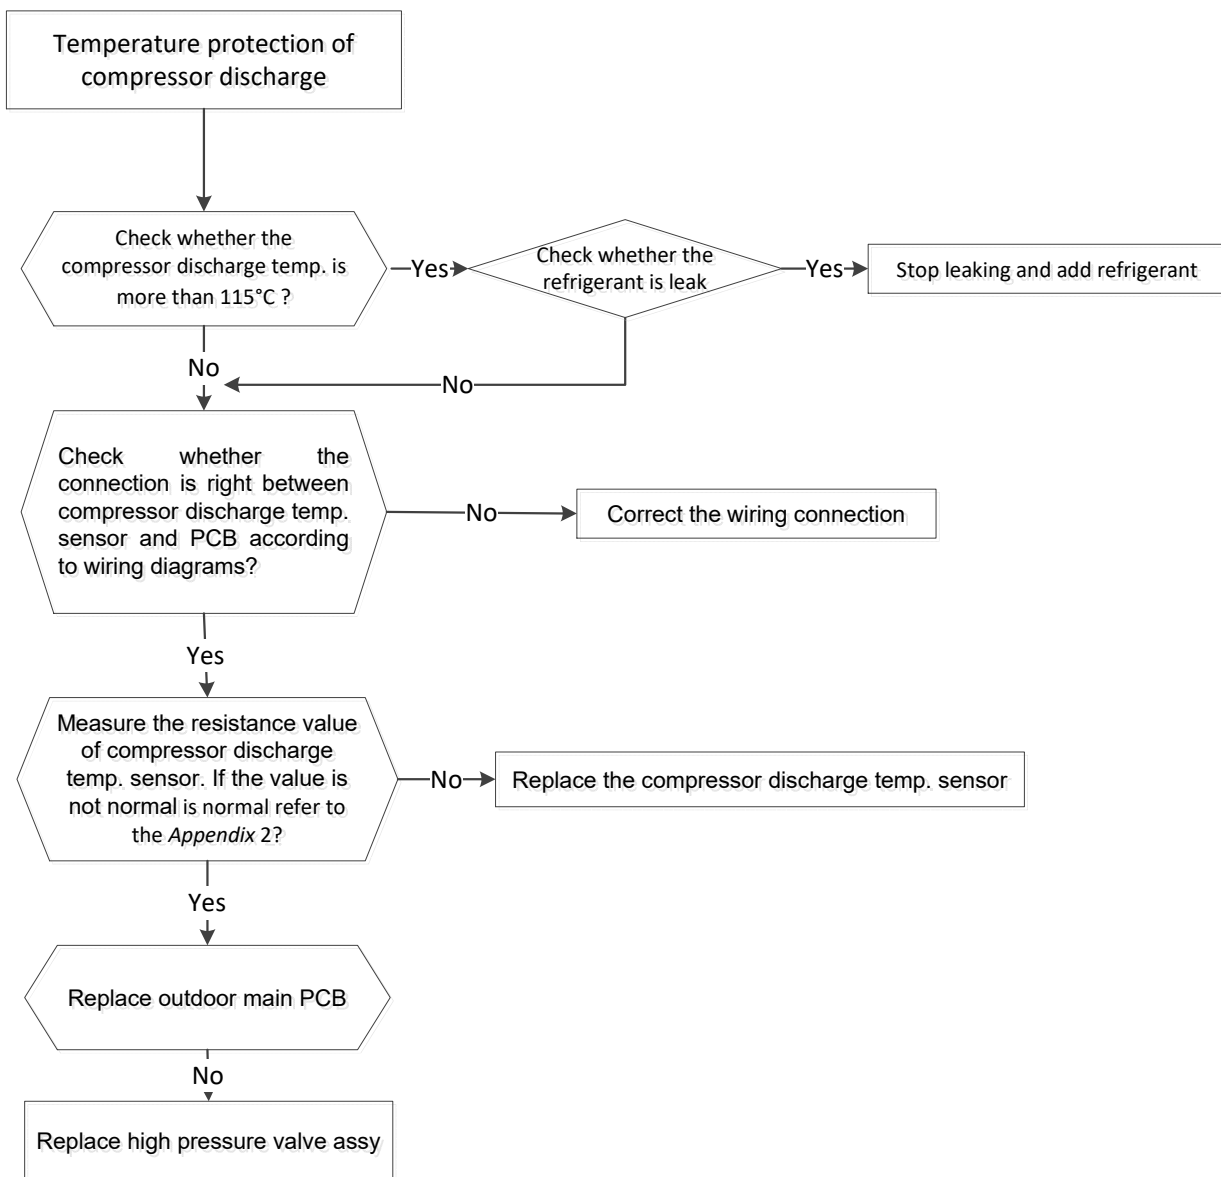 Temperature protection of
compressor discharge
Check whether the
compressor discharge temp. is
more than 115°C ?
Yes
Check whether the
refrigerant is leak
Yes
Stop leaking and add refrigerant
No
No
Check whether the
connection is right between
compressor discharge temp.
sensor and PCB according
to wiring diagrams?
No
Correct the wiring connection
Yes
Measure the resistance value
of compressor discharge
temp. sensor. If the value is
not normal is normal refer to
the Appendix 2?
No
Replace the compressor discharge temp. sensor
Yes
Replace outdoor main PCB
No
Replace high pressure valve assy